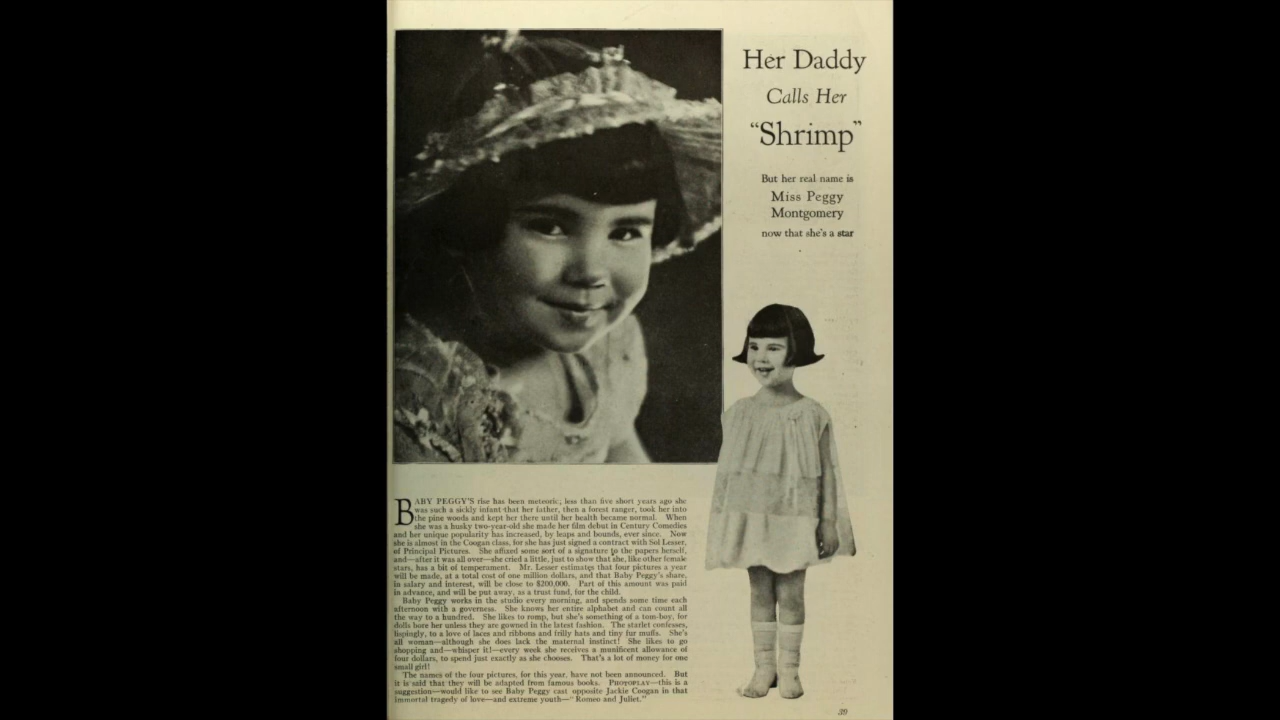 Her Daddy
Calls Her
“Shrimp”
But her real name is
Miss Peggy
Montgomery
now that she's a star
BABY PEGGY'S rise has been meteoric; less than five short years ago she
was such a sickly infant that her father, then a forest ranger, took her into
the pine woods and kept her there until her health became normal. When
she was a husky two-year-old she made her film debut in Century Comedies
and her unique popularity has increased, by leaps and bounds, ever since. Now
she is almost in the Coogan class, for she has just signed a contract with Sol Lesser,
of Principal Pictures. She affixed some sort of a signature to the papers herself,
and—after it was all over—she cried a little, just to show that she, like other female
stars, has a bit of temperament. Mr. Lesser estimates that four pictures a year
will be made, at a total cost of one million dollars, and that Baby Peggy's share,
in salary and interest, will be close to $200,000. Part of this amount was paid
in advance, and will be put away, as a trust fund, for the child.
Baby Peggy works in the studio every morning, and spends some time each
afternoon with a governess. She knows her entire alphabet and can count all
the way to a hundred. She likes to romp, but she's something of a tom-boy, for
dolls bore her unless they are gowned in the latest fashion. The starlet confesses,
lispingly, to a love of laces and ribbons and frilly hats and tiny fur muffs. She's
all woman—although she does lack the maternal instinct! She likes to go
shopping and—whisper it!—every week she receives a munificent allowance of
four dollars, to spend just exactly as she chooses. That's a lot of money for one
small girl!
The names of the four pictures, for this year, have not been announced. But
it is said that they will be adapted from famous books. PHOTOPLAY—this is a
suggestion—would like to see Baby Peggy cast opposite Jackie Coogan in that
immortal tragedy of love—and extreme youth—“Romeo and Juliet.”
39